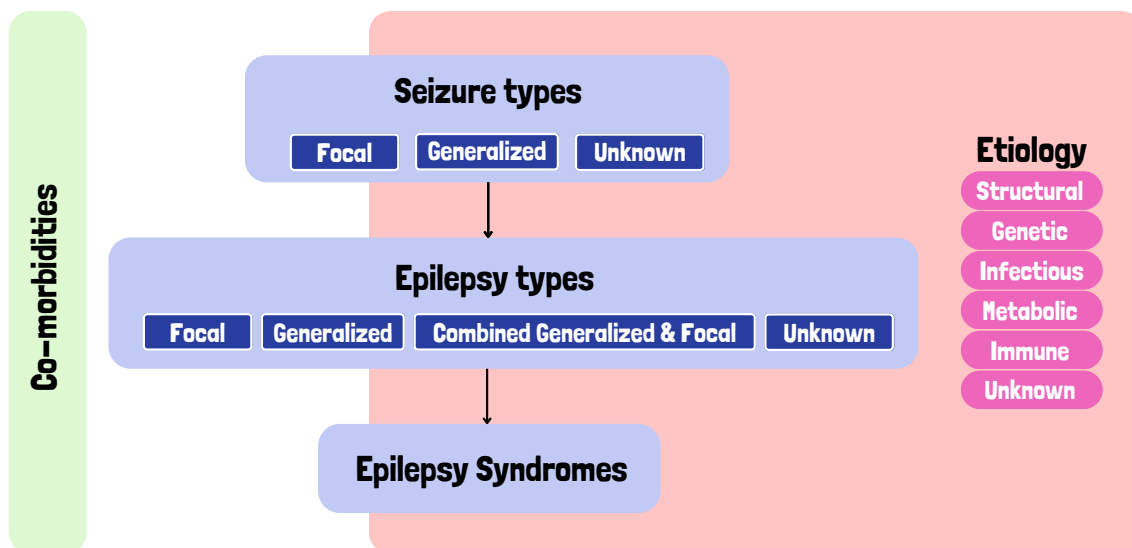 Co-morbidities
Seizure types
Focal
Generalized
Unknown
Epilepsy types
Focal
Generalized
Combined Generalized & Focal
Unknown
Epilepsy Syndromes
Etiology
Structural
Genetic
Infectious
Metabolic
Immune
Unknown